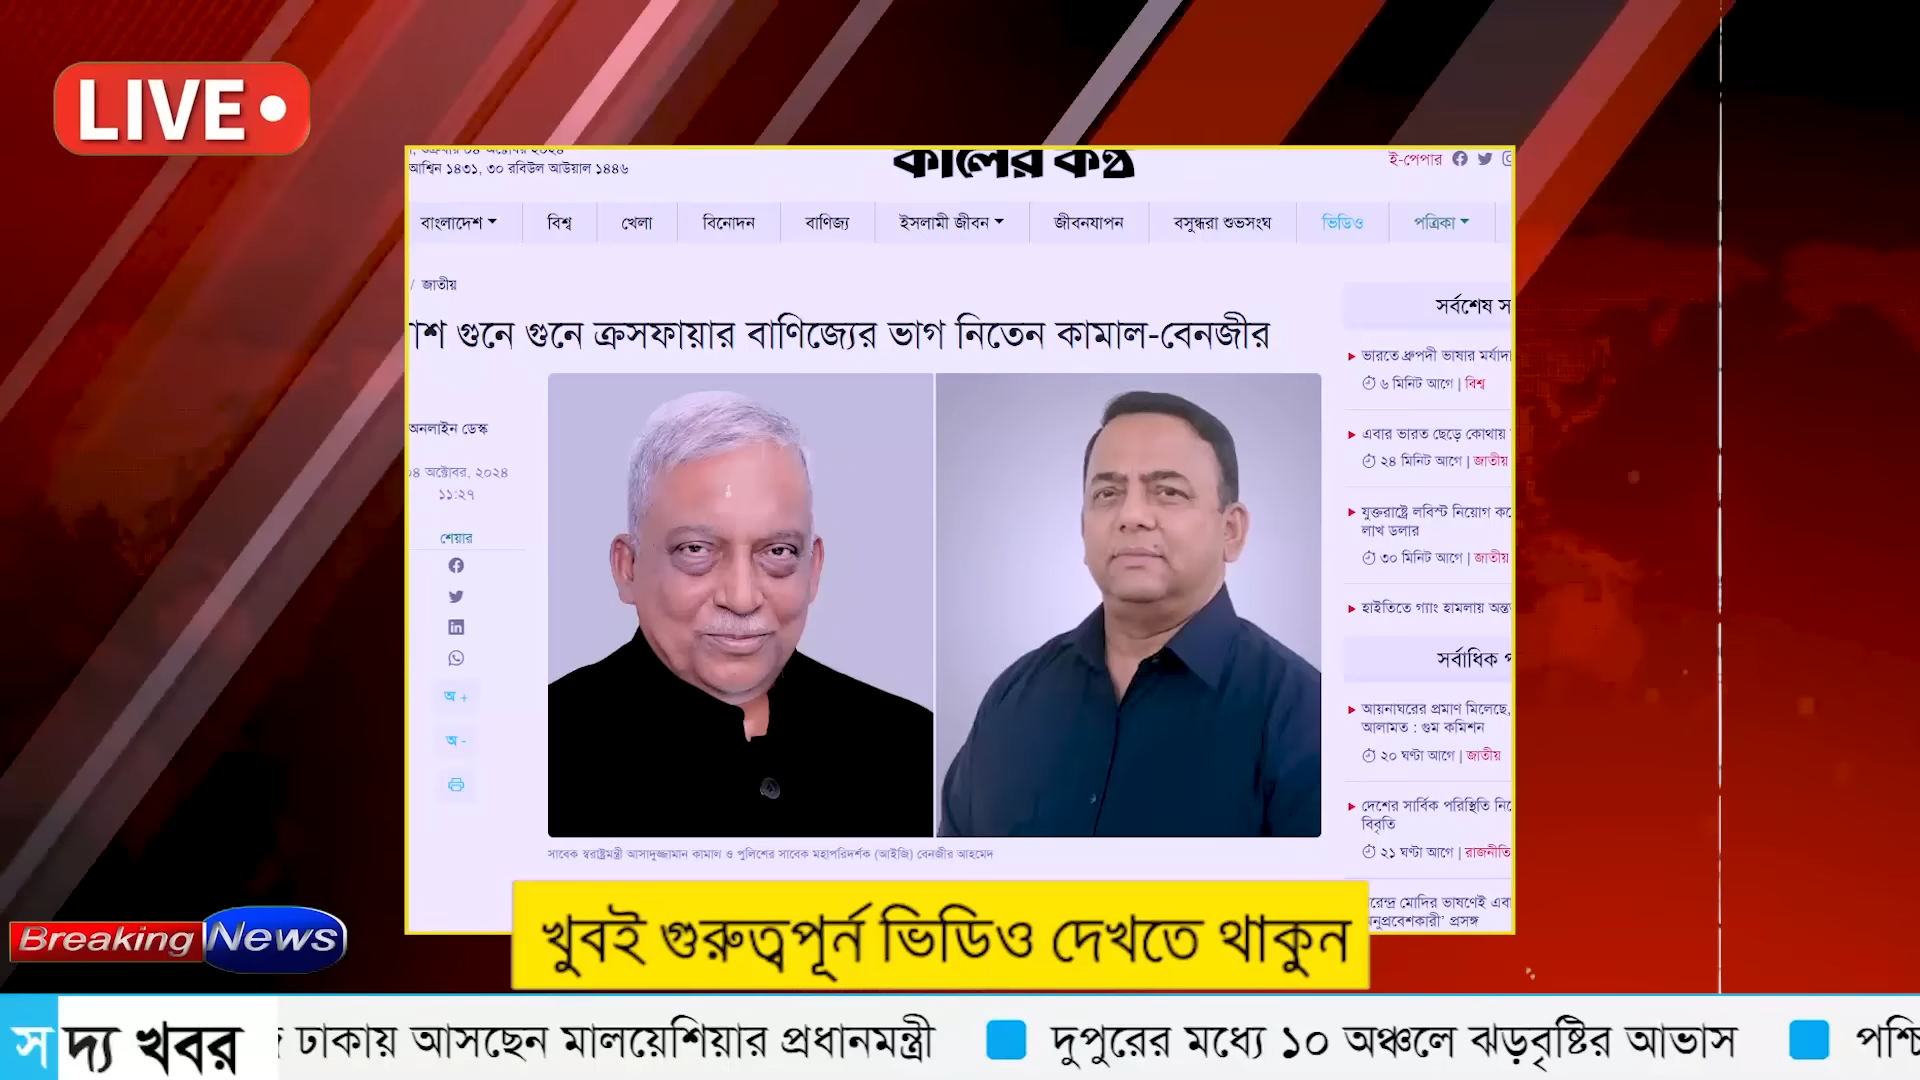 LIVE
আশ্বিন ১৪৩১, ৩০ রবিউল আউয়াল ১৪৪৬
কালের কণ্ঠ
ই-পেপার
বাংলাদেশ
বিশ্ব
খেলা
বিনোদন
বাণিজ্য
ইসলামী জীবন
জীবনযাপন
বসুন্ধরা শুভসংঘ
ভিডিও
পত্রিকা
/ জাতীয়
গুনে গুনে ক্রসফায়ার বাণিজ্যের ভাগ নিতেন কামাল-বেনজীর
অনলাইন ডেস্ক
০৪ অক্টোবর, ২০২৪
১১:২৭
শেয়ার
অ +
অ -
সাবেক স্বরাষ্ট্রমন্ত্রী আসাদুজ্জামান কামাল ও পুলিশের সাবেক মহাপরিদর্শক (আইজি) বেনজীর আহমেদ
সর্বশেষ
ভারতে ধ্রুপদী ভাষার মর্যাদা
৬ মিনিট আগে | বিশ্ব
এবার ভারত ছেড়ে কোথায়
২৪ মিনিট আগে | জাতীয়
যুক্তরাষ্ট্রে লবিস্ট নিয়োগ
লাখ ডলার
৩০ মিনিট আগে | জাতীয়
হাইতিতে গ্যাং হামলায়
সর্বাধিক
আয়নাঘরের প্রমাণ মিলেছে,
আলামত : গুম কমিশন
২০ ঘণ্টা আগে | জাতীয়
দেশের সার্বিক পরিস্থিতি
বিবৃতি
২১ ঘণ্টা আগে | রাজনীতি
মোদির ভাষণেই
প্রসঙ্গ
খুবই গুরুত্বপূর্ন ভিডিও দেখতে থাকুন
Breaking News
সদ্য খবর
ঢাকায় আসছেন মালয়েশিয়ার প্রধানমন্ত্রী
দুপুরের মধ্যে ১০ অঞ্চলে ঝড়বৃষ্টির আভাস